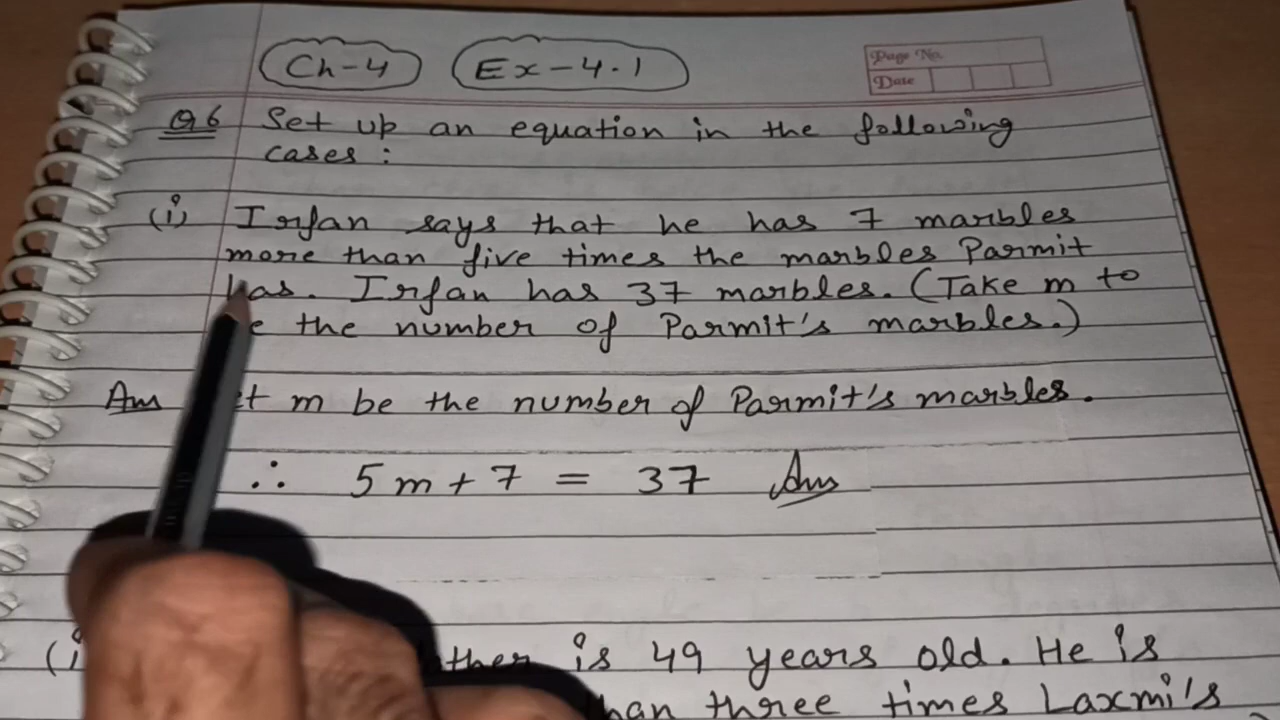 Ch-4 Ex-4.1
Page No.
Date
Q6 Set up an equation in the following
cases:
(i) Irfan says that he has 7 marbles
more than five times the marbles Parmit
has. Irfan has 37 marbles. (Take m to
the number of Parmit's marbles.)
Ans m be the number of Parmit's marbles.
∴ 5m + 7 = 37 Ans
is 49 years old. He is
three times Laxmi's